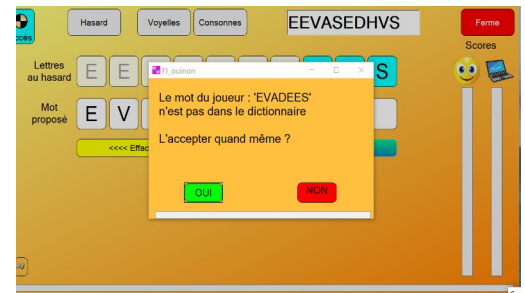 Hasard
Voyelles
Consonnes
EEVASEDHVS
Ferme
Scores
Lettres
au hasard
E
E
S
FI_ouinon
Mot
proposé
E
V
Le mot du joueur : 'EVADEES'
n'est pas dans le dictionnaire
L'accepter quand même ?
<<<< Effac
OUI
NON